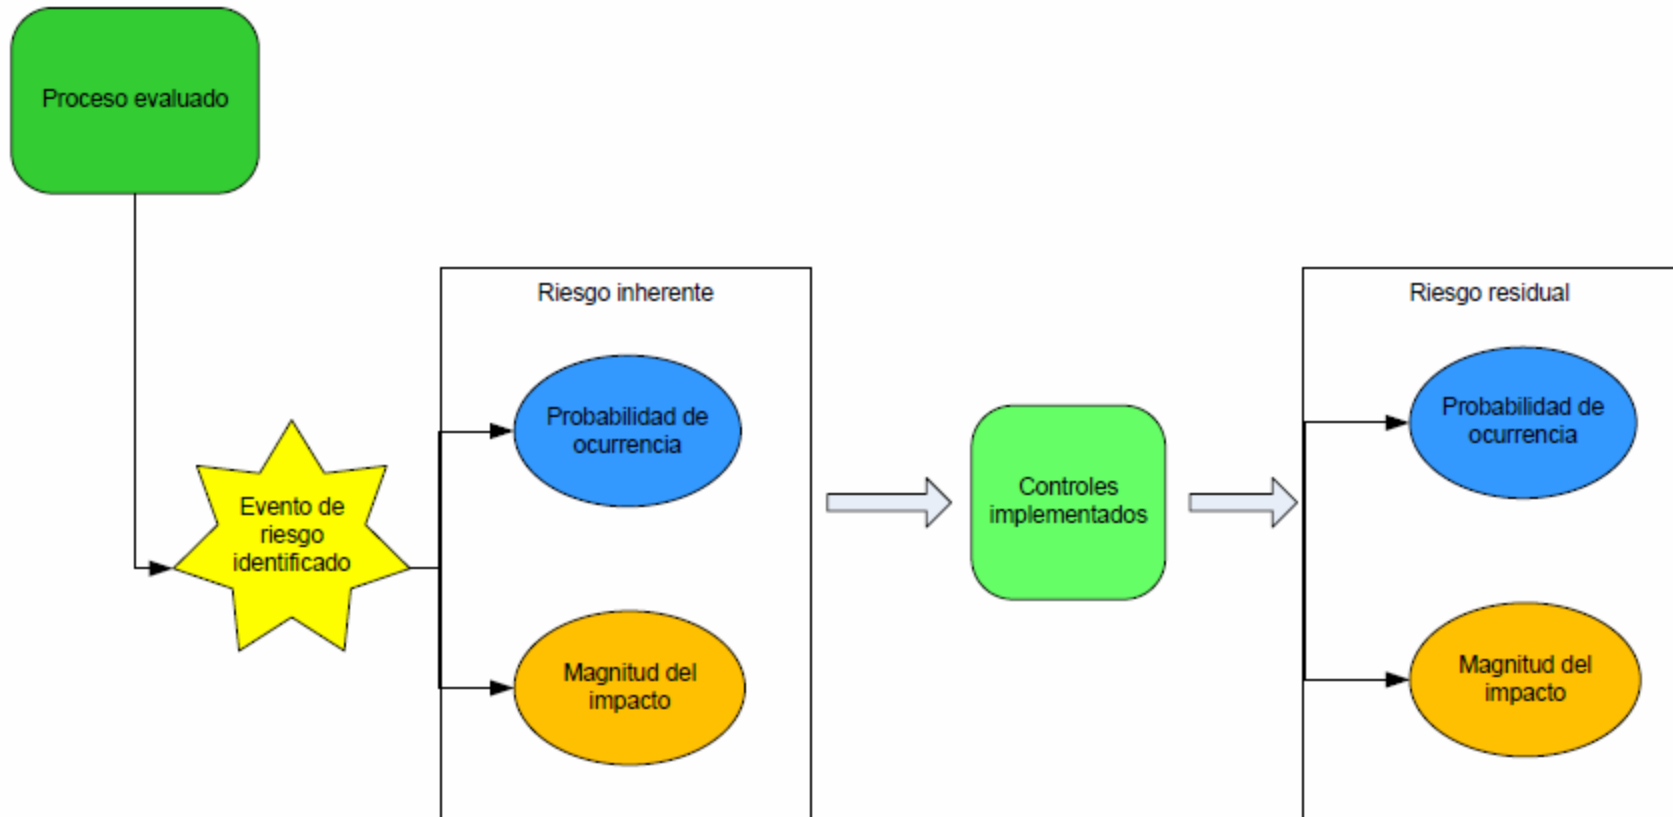 Proceso evaluado
Evento de
riesgo
identificado
Riesgo inherente
Probabilidad de
ocurrencia
Magnitud del
impacto
Controles
implementados
Riesgo residual
Probabilidad de
ocurrencia
Magnitud del
impacto